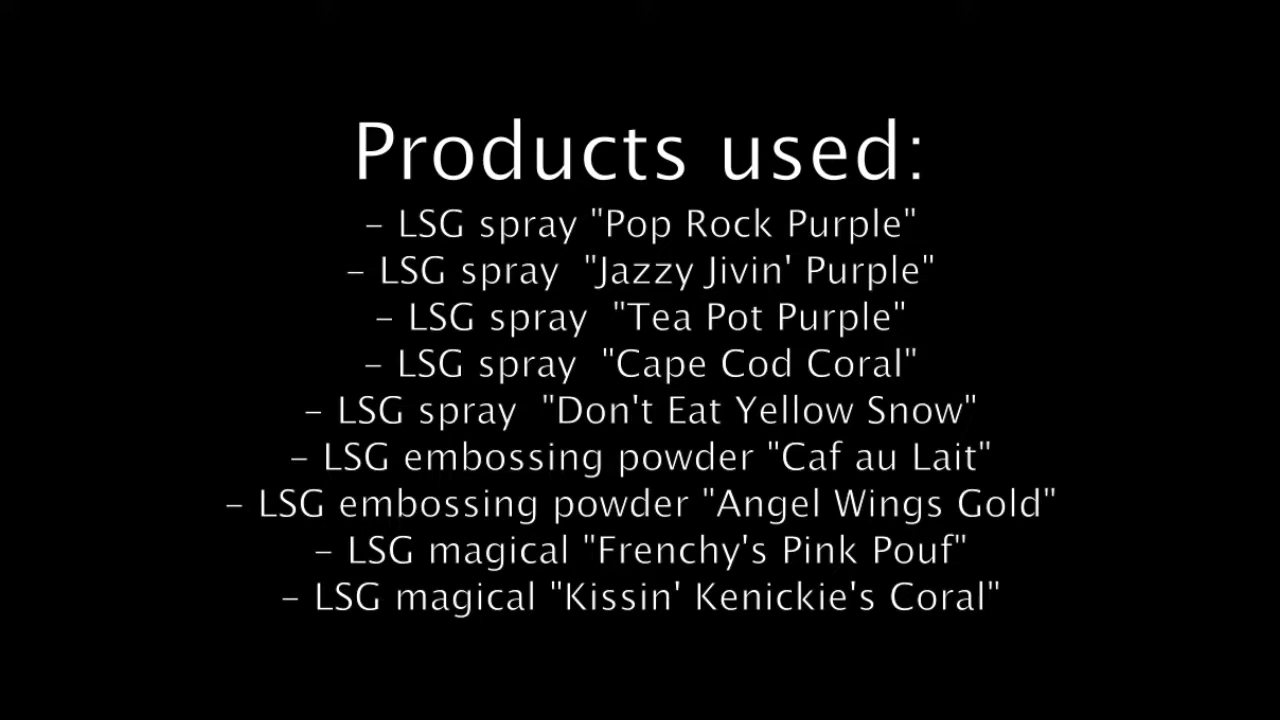 Products used:
– LSG spray "Pop Rock Purple"
– LSG spray  "Jazzy Jivin' Purple"
– LSG spray  "Tea Pot Purple"
– LSG spray  "Cape Cod Coral"
– LSG spray  "Don't Eat Yellow Snow"
– LSG embossing powder "Caf au Lait"
– LSG embossing powder "Angel Wings Gold"
– LSG magical "Frenchy's Pink Pouf"
– LSG magical "Kissin' Kenickie's Coral"